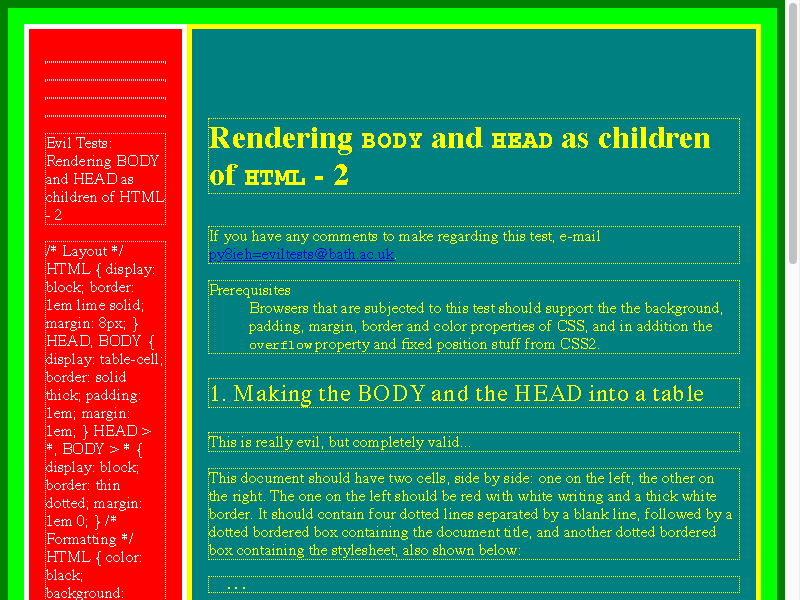 Evil Tests:
Rendering BODY
and HEAD as
children of HTML
- 2
/* Layout */
HTML { display:
block; border:
1em lime solid;
margin: 8px; }
HEAD, BODY {
display: table-cell;
border: solid
thick; padding:
1em; margin:
1em; } HEAD >
*, BODY > * {
display: block;
border: thin
dotted; margin:
1em 0; } /*
Formatting */
HTML { color:
black;
background:
Rendering BODY and HEAD as children
of HTML - 2
If you have any comments to make regarding this test, e-mail
py8ieh=eviltests@bath.ac.uk.
Prerequisites
Browsers that are subjected to this test should support the the background,
padding, margin, border and color properties of CSS, and in addition the
overflow property and fixed position stuff from CSS2.
1. Making the BODY and the HEAD into a table
This is really evil, but completely valid...
This document should have two cells, side by side: one on the left, the other on
the right. The one on the left should be red with white writing and a thick white
border. It should contain four dotted lines separated by a blank line, followed by a
dotted bordered box containing the document title, and another dotted bordered
box containing the stylesheet, also shown below:
...